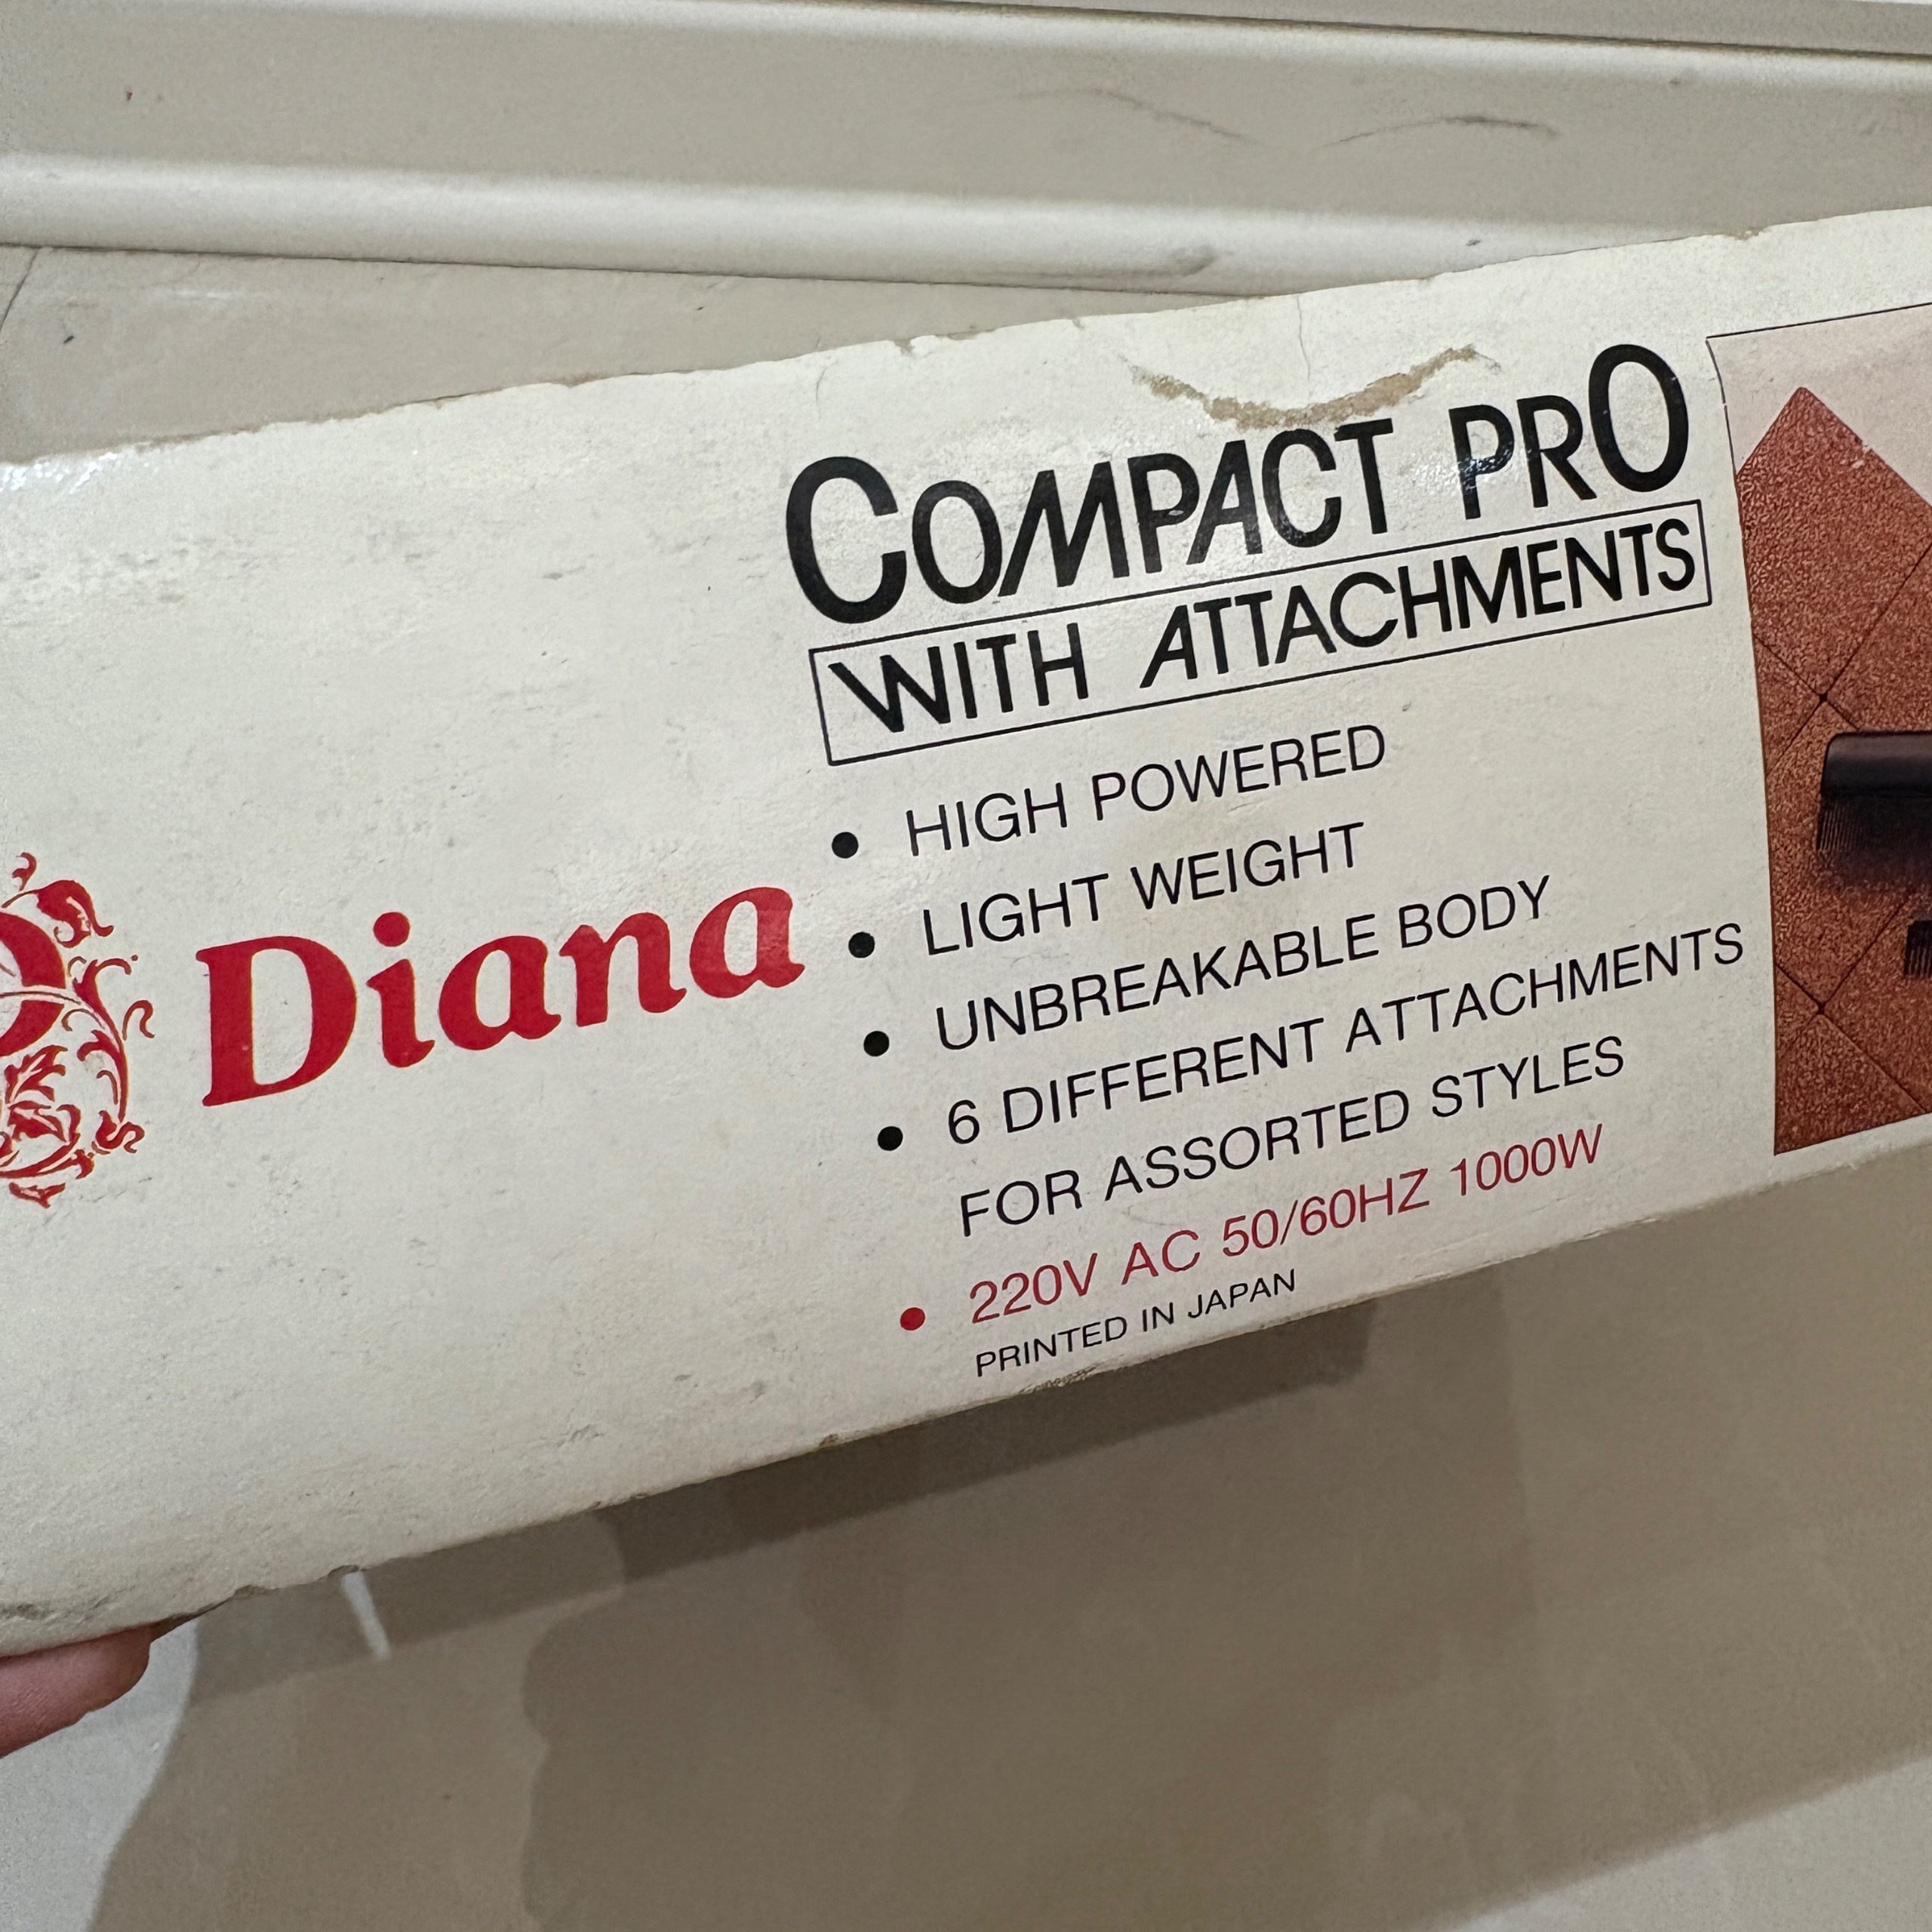 Diana
COMPACT PRO
WITH ATTACHMENTS
• HIGH POWERED
• LIGHT WEIGHT
• UNBREAKABLE BODY
• 6 DIFFERENT ATTACHMENTS
FOR ASSORTED STYLES
• 220V AC 50/60HZ 1000W
PRINTED IN JAPAN